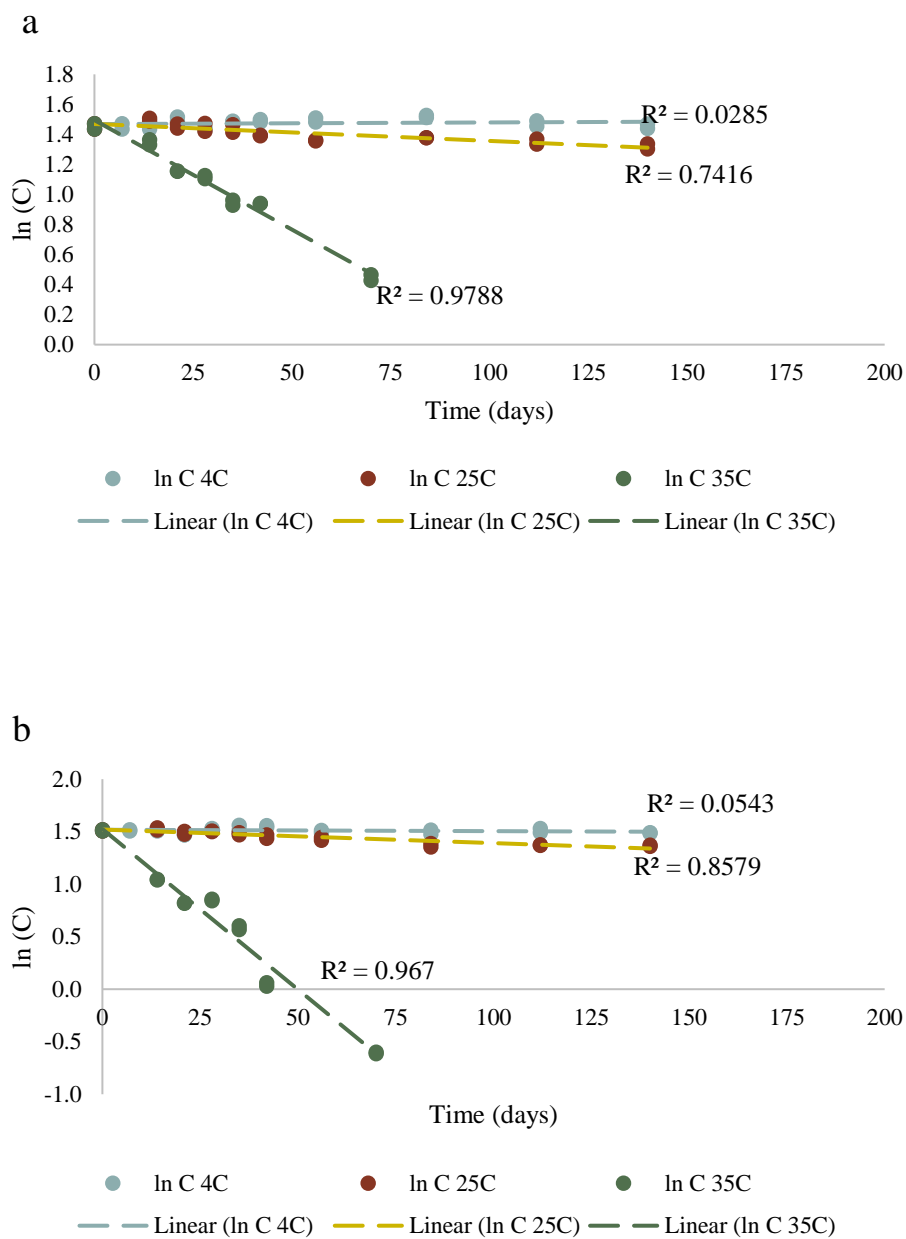 a
1.8
1.6
1.4
1.2
1.0
0.8
0.6
0.4
0.2
0.0
ln (C)
R² = 0.0285
R² = 0.7416
R² = 0.9788
0 25 50 75 100 125 150 175 200
Time (days)
ln C 4C ln C 25C ln C 35C
Linear (ln C 4C) Linear (ln C 25C) Linear (ln C 35C)
b
2.0
1.5
1.0
0.5
0.0
-0.5
-1.0
ln (C)
R² = 0.0543
R² = 0.8579
R² = 0.967
0 25 50 75 100 125 150 175 200
Time (days)
ln C 4C ln C 25C ln C 35C
Linear (ln C 4C) Linear (ln C 25C) Linear (ln C 35C)